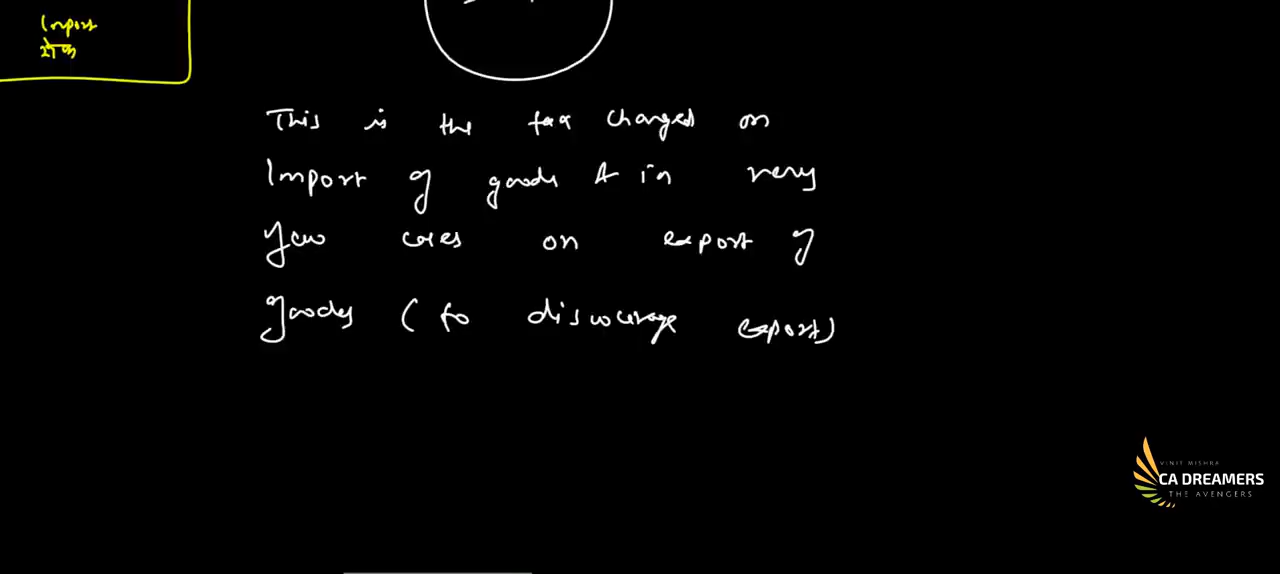 Import
रोक
This is the tax charged on
Import of goods & in very
few cases on export of
goods ( to discourage export)
VINIT MISHRA
CA DREAMERS
THE AVENGERS